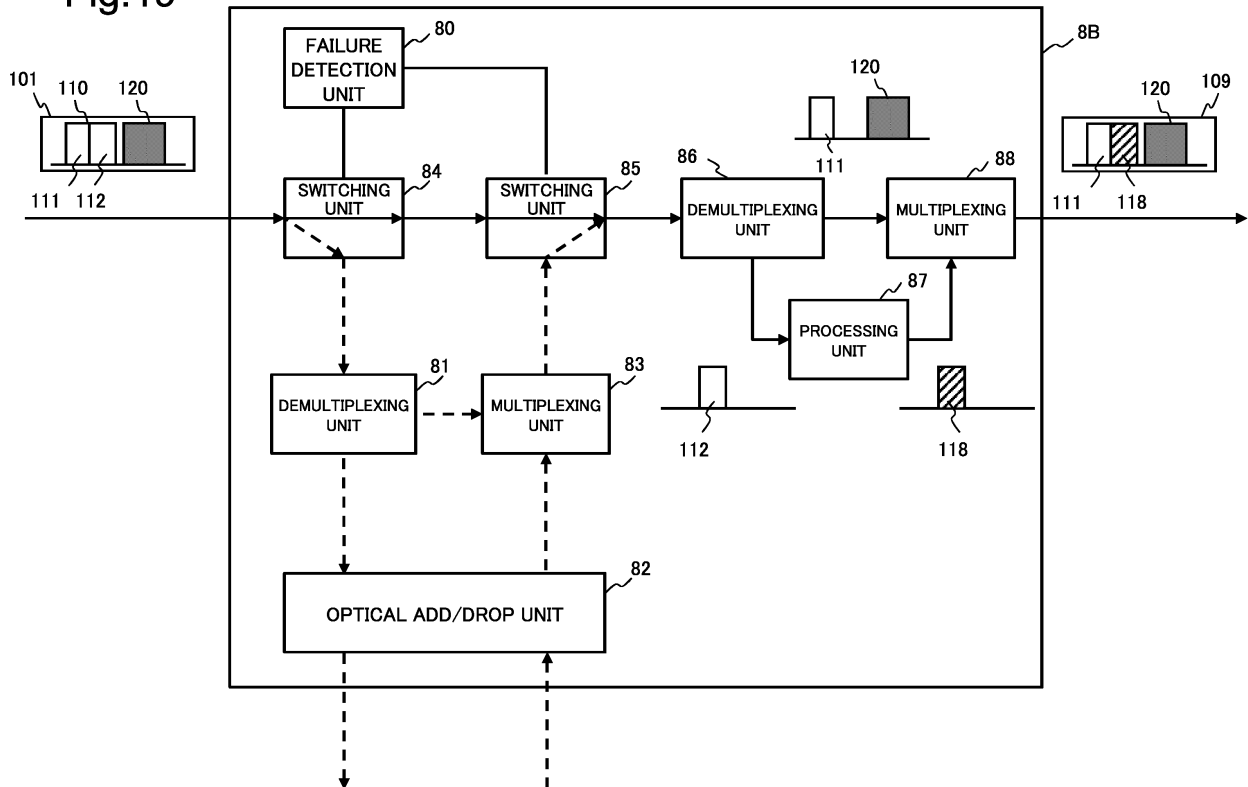 80
FAILURE
DETECTION
UNIT
8B
101
110
120
111
112
120
111
120
109
111
118
84
SWITCHING
UNIT
85
SWITCHING
UNIT
86
DEMULTIPLEXING
UNIT
88
MULTIPLEXING
UNIT
87
PROCESSING
UNIT
81
DEMULTIPLEXING
UNIT
83
MULTIPLEXING
UNIT
112
118
82
OPTICAL ADD/DROP UNIT